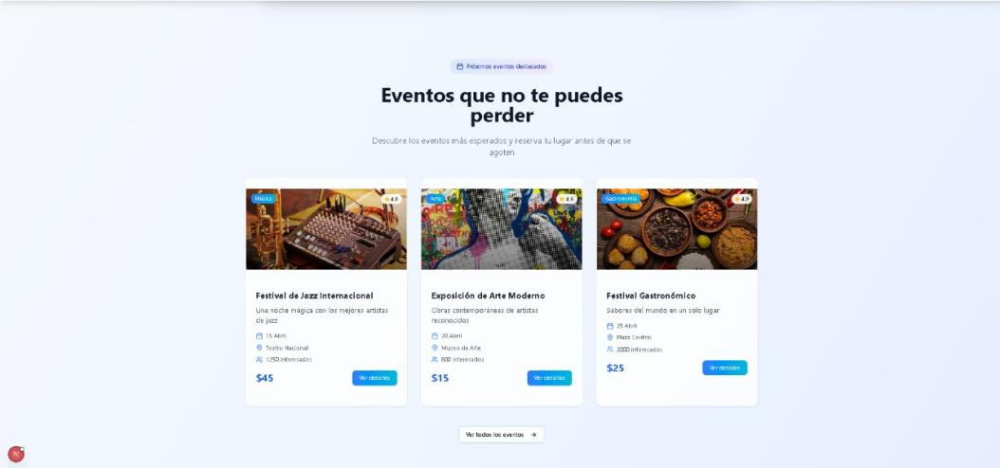 Próximos eventos destacados
Eventos que no te puedes
perder
Descubre los eventos más esperados y reserva tu lugar antes de que se
agoten
Música
4.8
Arte
4.6
Gastronomía
4.9
Festival de Jazz Internacional
Una noche mágica con los mejores artistas
de jazz
15 Abril
Teatro Nacional
1250 interesados
$45
Ver detalles
Exposición de Arte Moderno
Obras contemporáneas de artistas
reconocidos
20 Abril
Museo de Arte
800 interesados
$15
Ver detalles
Festival Gastronómico
Sabores del mundo en un solo lugar
25 Abril
Plaza Central
2000 interesados
$25
Ver detalles
Ver todos los eventos
N